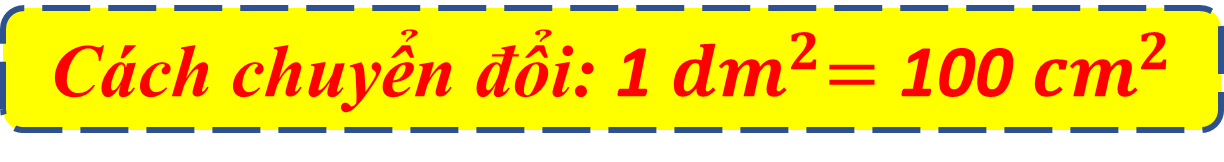 Cách chuyển đổi: 1 dm²= 100 cm²